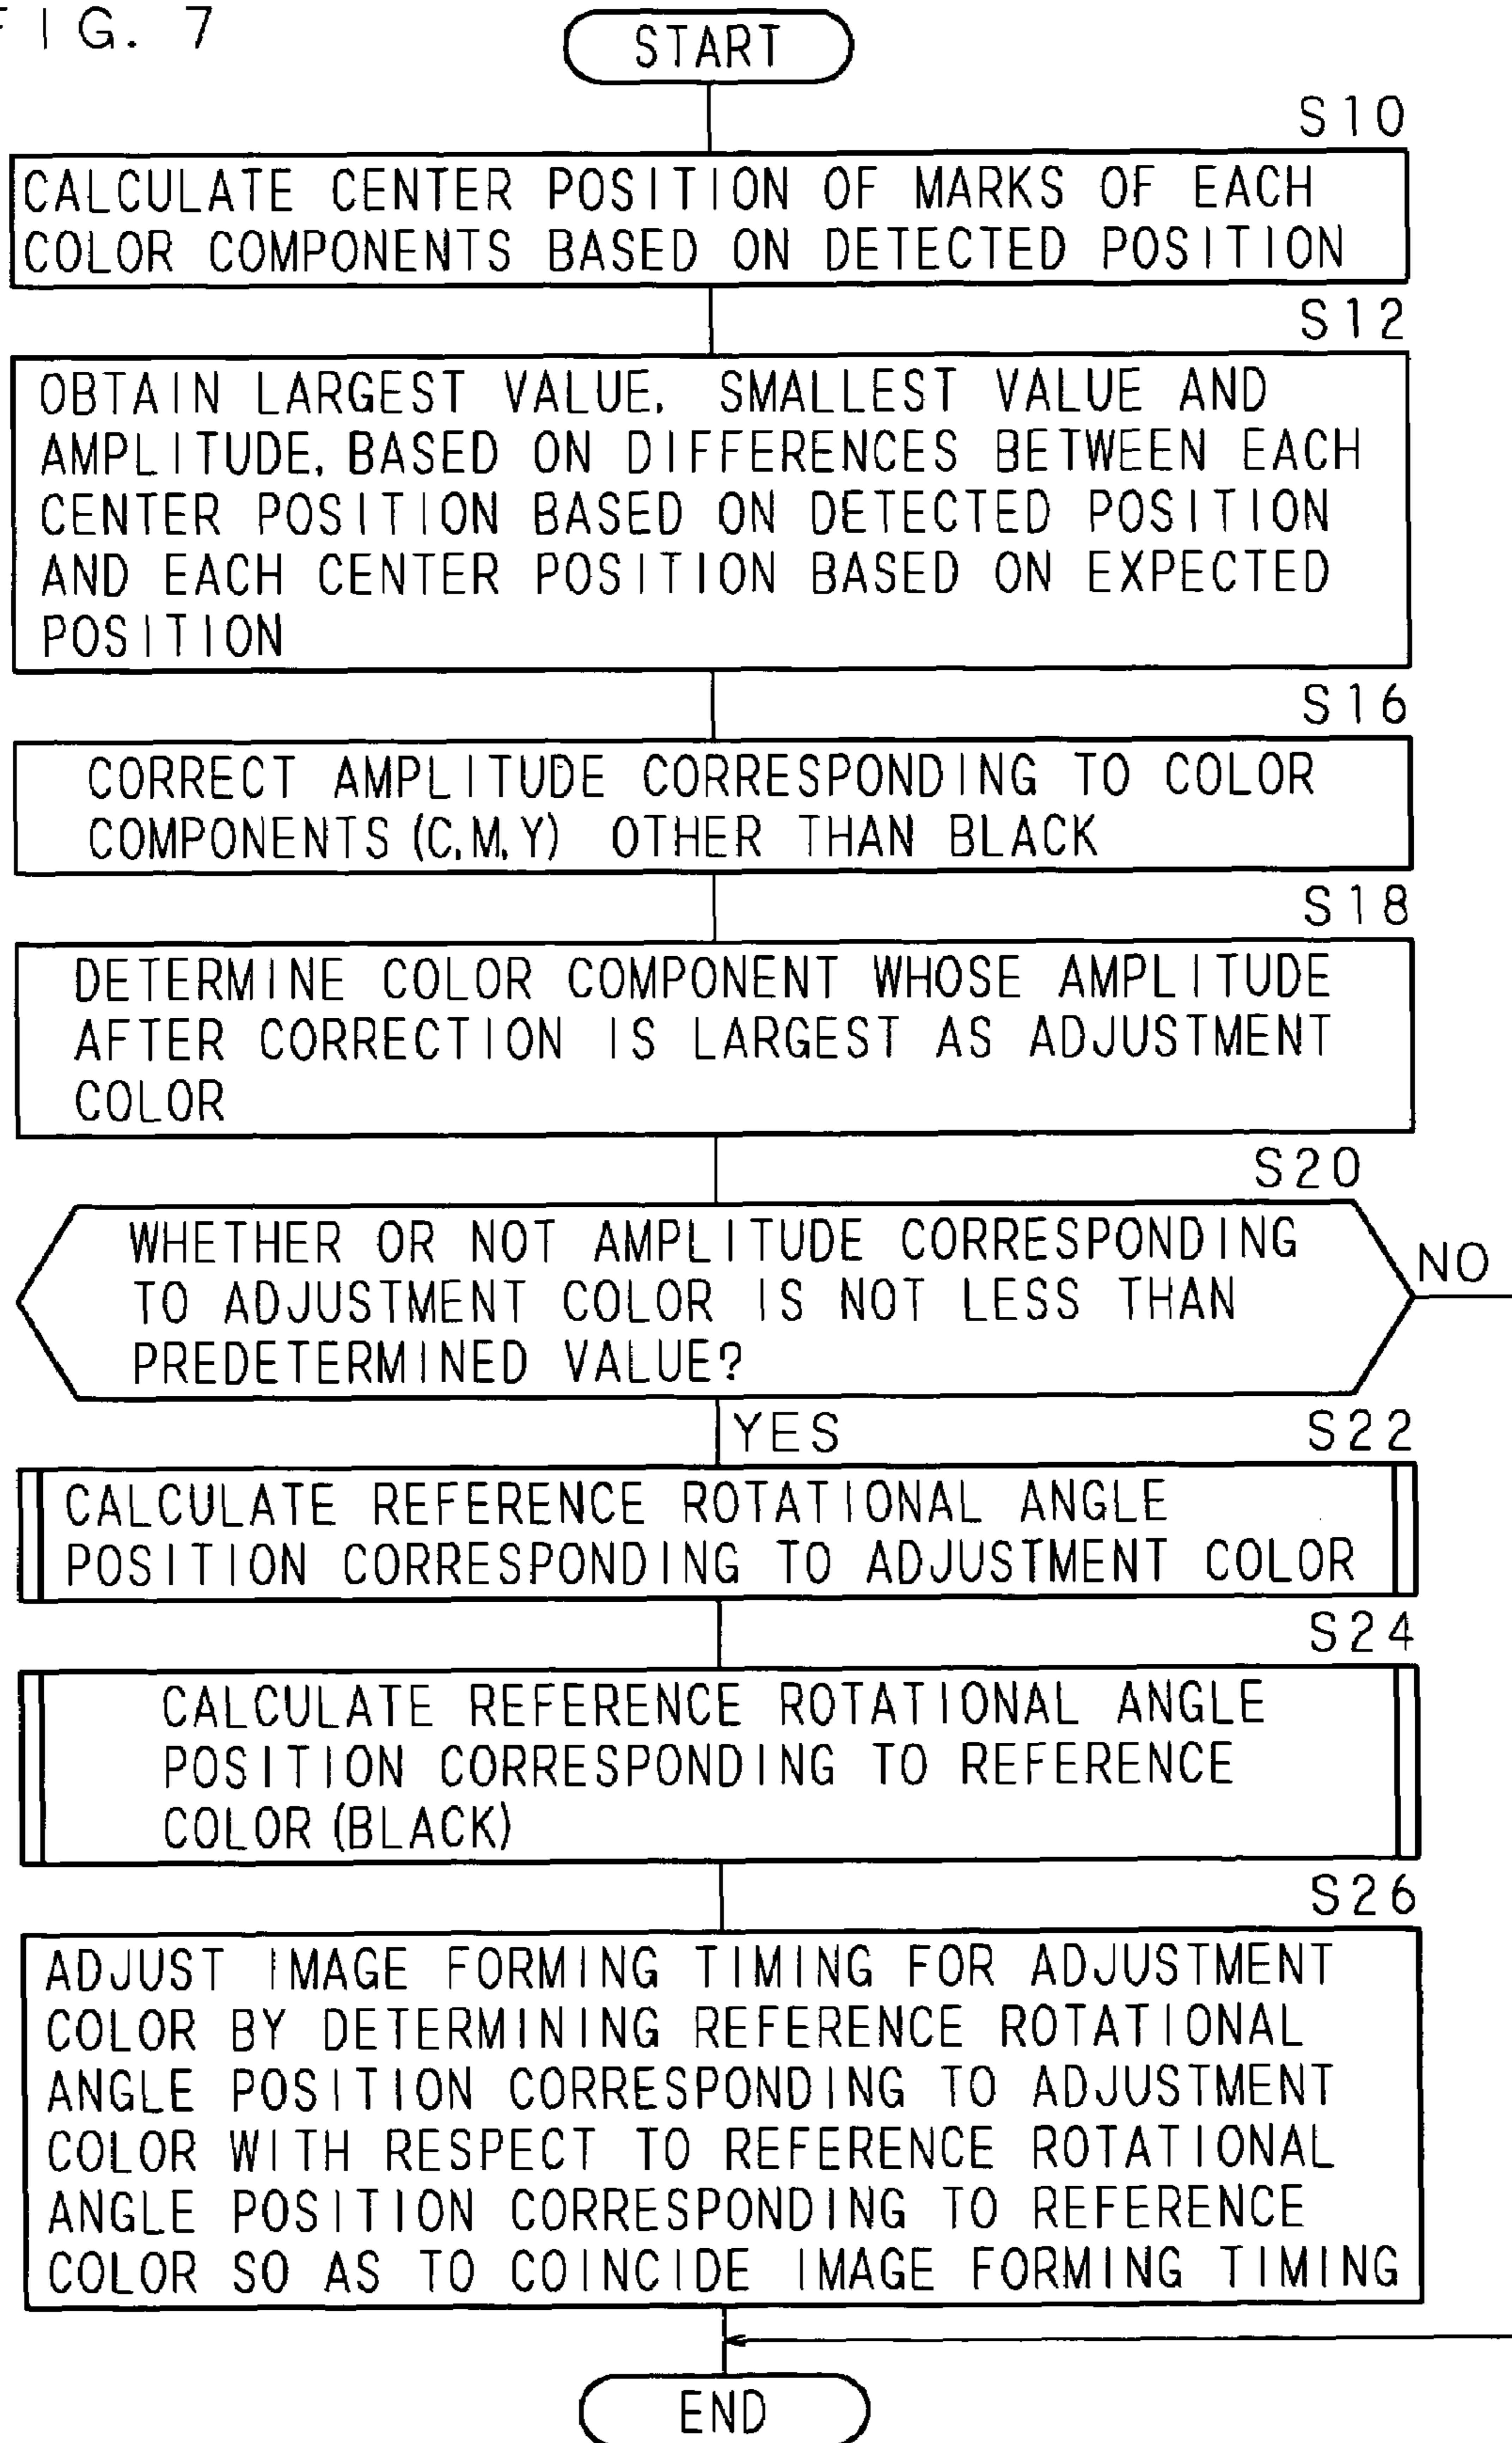 FIG. 7
START
S10
CALCULATE CENTER POSITION OF MARKS OF EACH
COLOR COMPONENTS BASED ON DETECTED POSITION
S12
OBTAIN LARGEST VALUE, SMALLEST VALUE AND
AMPLITUDE, BASED ON DIFFERENCES BETWEEN EACH
CENTER POSITION BASED ON DETECTED POSITION
AND EACH CENTER POSITION BASED ON EXPECTED
POSITION
S16
CORRECT AMPLITUDE CORRESPONDING TO COLOR
COMPONENTS (C,M,Y) OTHER THAN BLACK
S18
DETERMINE COLOR COMPONENT WHOSE AMPLITUDE
AFTER CORRECTION IS LARGEST AS ADJUSTMENT
COLOR
S20
WHETHER OR NOT AMPLITUDE CORRESPONDING
TO ADJUSTMENT COLOR IS NOT LESS THAN
PREDETERMINED VALUE?
NO
YES
S22
CALCULATE REFERENCE ROTATIONAL ANGLE
POSITION CORRESPONDING TO ADJUSTMENT COLOR
S24
CALCULATE REFERENCE ROTATIONAL ANGLE
POSITION CORRESPONDING TO REFERENCE
COLOR (BLACK)
S26
ADJUST IMAGE FORMING TIMING FOR ADJUSTMENT
COLOR BY DETERMINING REFERENCE ROTATIONAL
ANGLE POSITION CORRESPONDING TO ADJUSTMENT
COLOR WITH RESPECT TO REFERENCE ROTATIONAL
ANGLE POSITION CORRESPONDING TO REFERENCE
COLOR SO AS TO COINCIDE IMAGE FORMING TIMING
END